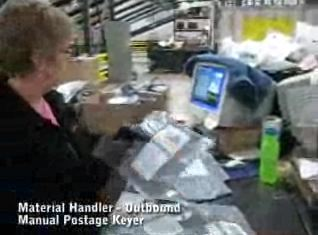 Material Handler - Outbound
Manual Postage Keyer